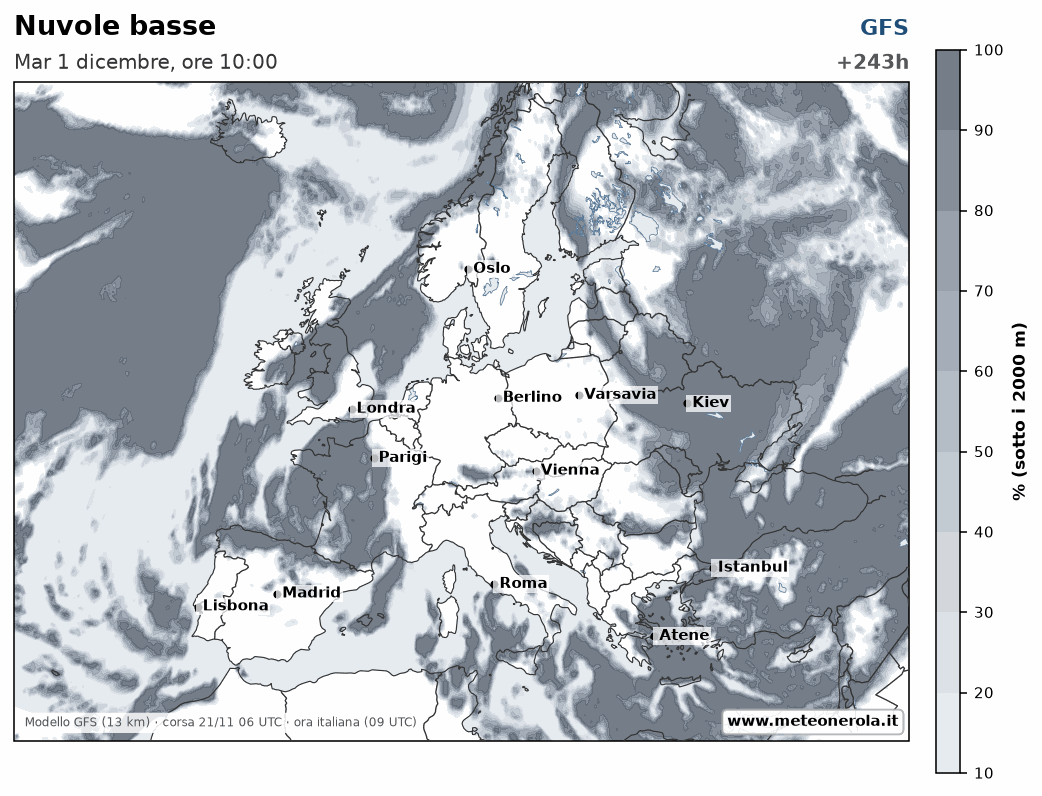 Nuvole basse
GFS
Mar 1 dicembre, ore 10:00
+243h
100
90
80
70
60
50
40
30
20
10
% (sotto i 2000 m)
Oslo
Berlino
Varsavia
Kiev
Londra
Parigi
Vienna
Istanbul
Roma
Madrid
Lisbona
Atene
Modello GFS (13 km) · corsa 21/11 06 UTC · ora italiana (09 UTC)
www.meteonerola.it